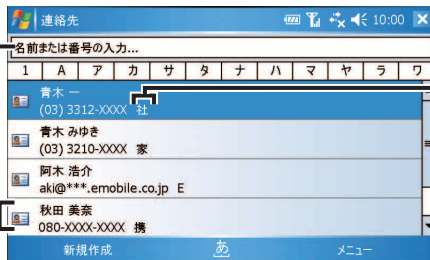 連絡先 10:00
名前または番号の入力...
1 A ア カ サ タ ナ ハ マ ヤ ラ ワ
青木 一
(03) 3312-XXXX 社
青木 みゆき
(03) 3210-XXXX 家
阿木 浩介
aki@***.emobile.co.jp E
秋田 美奈
080-XXXX-XXXX 携
新規作成 あ メニュー